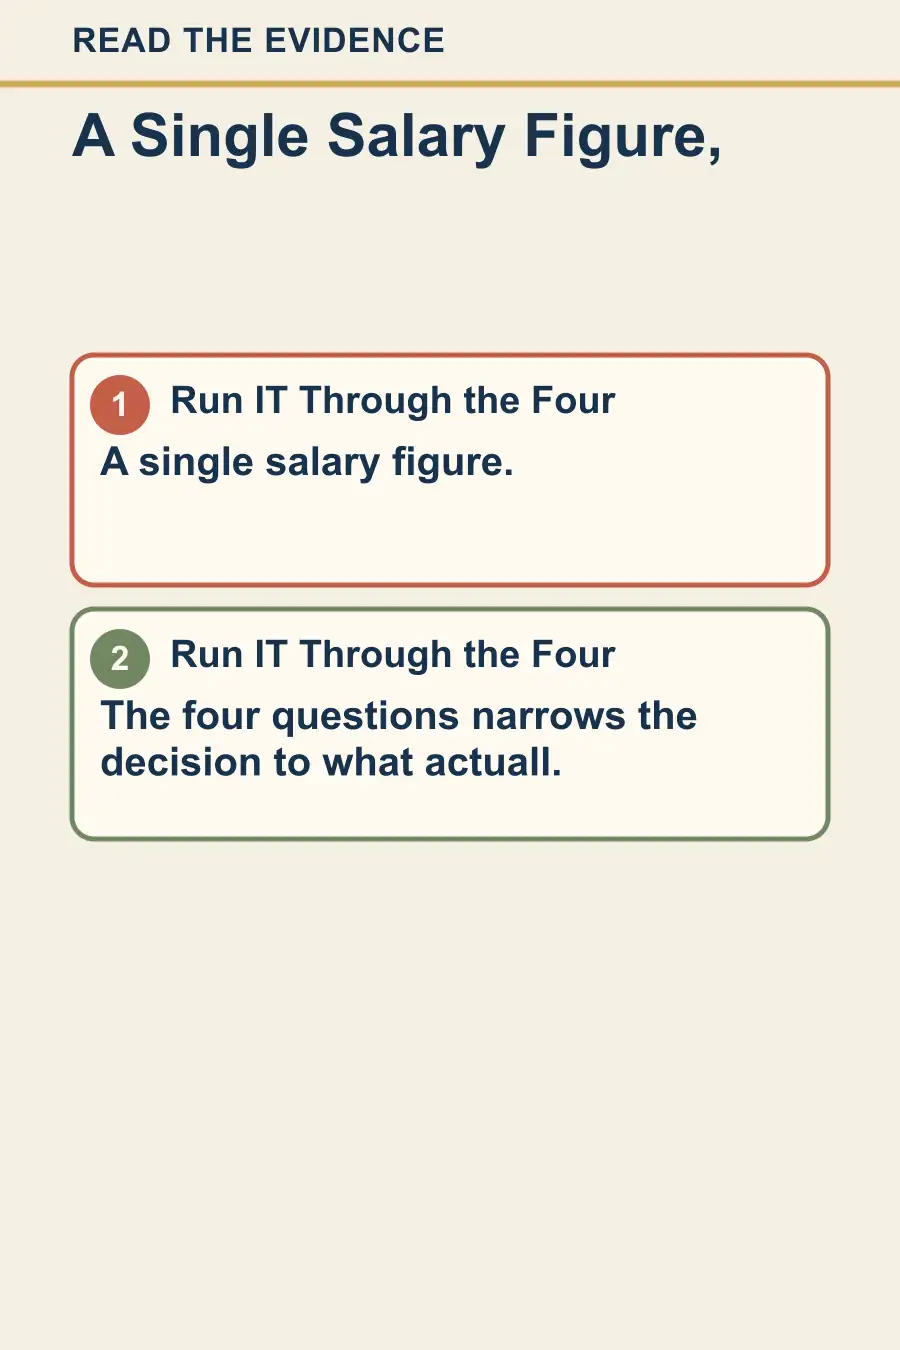 READ THE EVIDENCE
A Single Salary Figure,
1 Run IT Through the Four
A single salary figure.
2 Run IT Through the Four
The four questions narrows the
decision to what actuall.